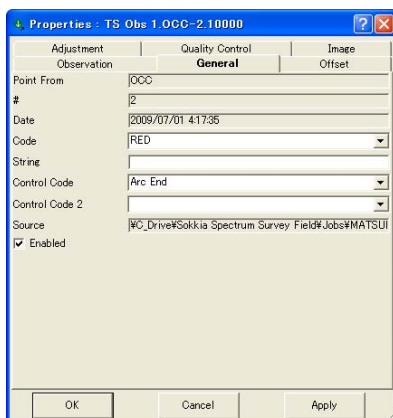 Properties : TS Obs 1.OCC-2.10000
Adjustment Quality Control Image
Observation General Offset
Point From OCC
# 2
Date 2009/07/01 4:17:35
Code RED
String
Control Code Arc End
Control Code 2
Source ¥C_Drive¥Sokkia Spectrum Survey Field¥Jobs¥MATSUI
Enabled
OK Cancel Apply